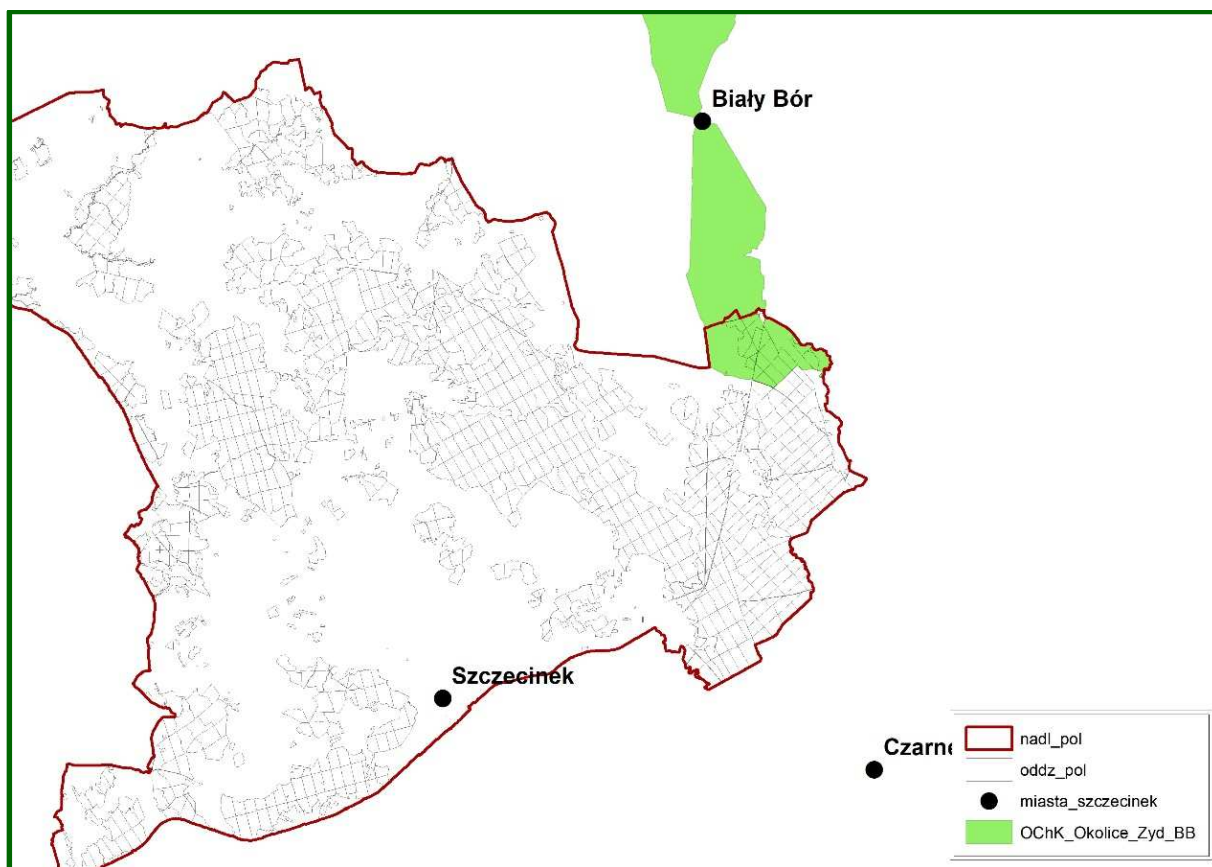 Biały Bór
Szczecinek
Czarne
nadl_pol
oddz_pol
miasta_szczecinek
OChK_Okolice_Zyd_BB